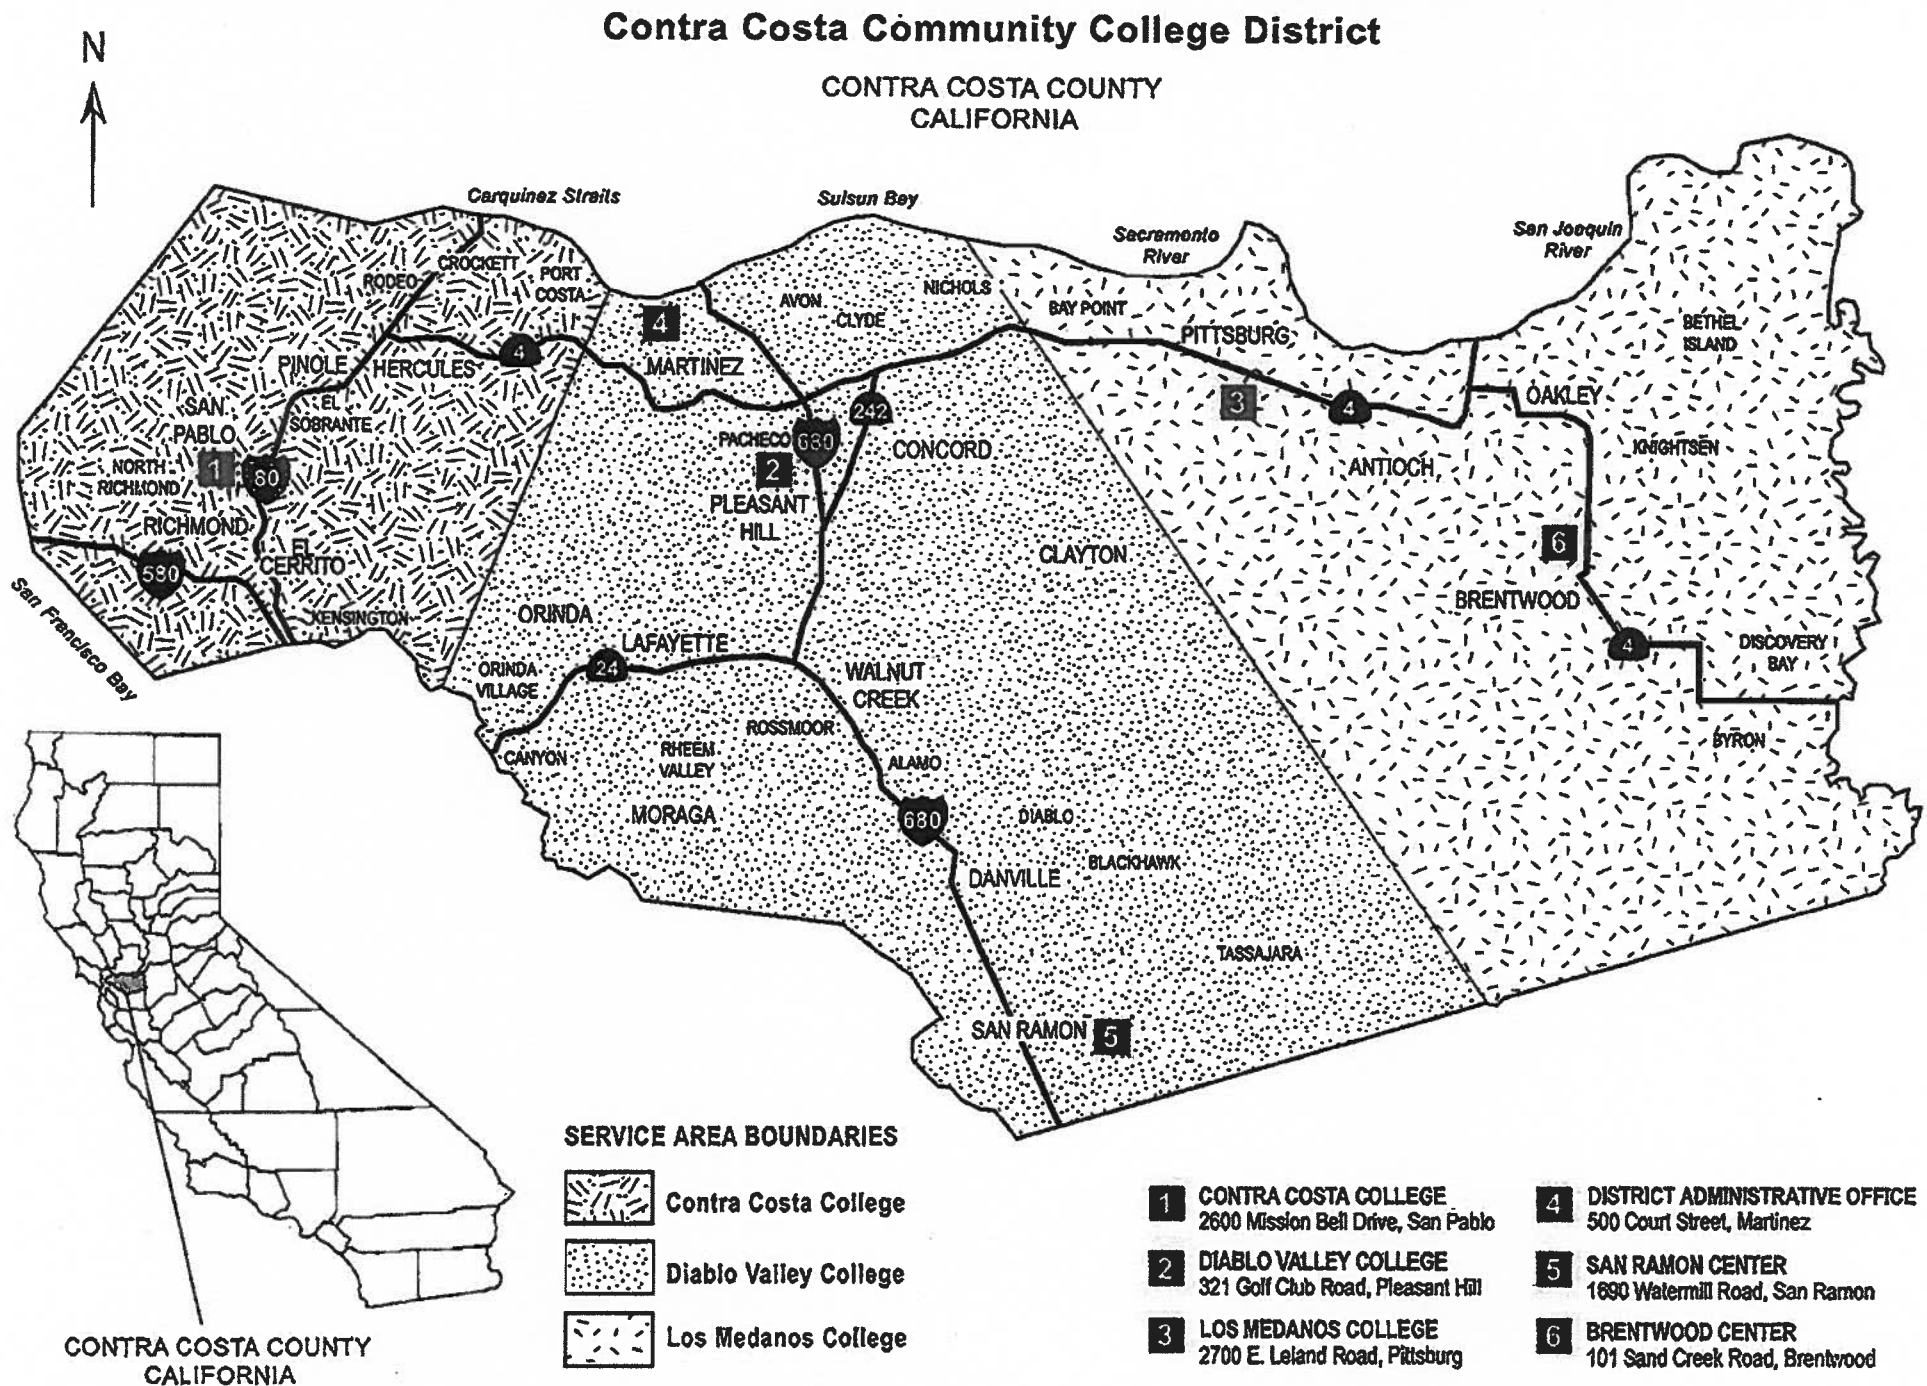 Contra Costa Community College District
CONTRA COSTA COUNTY
CALIFORNIA
N
Carquinez Straits
Suisun Bay
Sacramento
River
San Joaquin
River
San Francisco Bay
CROCKETT
RODEO
PORT
COSTA
4
PINOLE
HERCULES
EL
SOBRANTE
SAN
PABLO
NORTH
RICHMOND
1
80
RICHMOND
EL
CERRITO
580
KENSINGTON
4
MARTINEZ
AVON
CLYDE
NICHOLS
242
PACHECO
680
2
CONCORD
PLEASANT
HILL
CLAYTON
ORINDA
LAFAYETTE
24
ORINDA
VILLAGE
WALNUT
CREEK
ROSSMOOR
CANYON
RHEEM
VALLEY
ALAMO
MORAGA
680
DIABLO
BLACKHAWK
DANVILLE
TASSAJARA
SAN RAMON
5
BAY POINT
PITTSBURG
3
4
BETHEL
ISLAND
OAKLEY
ANTIOCH
KNIGHTSEN
6
BRENTWOOD
4
DISCOVERY
BAY
BYRON
CONTRA COSTA COUNTY
CALIFORNIA
SERVICE AREA BOUNDARIES
Contra Costa College
Diablo Valley College
Los Medanos College
1 CONTRA COSTA COLLEGE
2600 Mission Bell Drive, San Pablo
2 DIABLO VALLEY COLLEGE
321 Golf Club Road, Pleasant Hill
3 LOS MEDANOS COLLEGE
2700 E. Leland Road, Pittsburg
4 DISTRICT ADMINISTRATIVE OFFICE
500 Court Street, Martinez
5 SAN RAMON CENTER
1690 Watermill Road, San Ramon
6 BRENTWOOD CENTER
101 Sand Creek Road, Brentwood